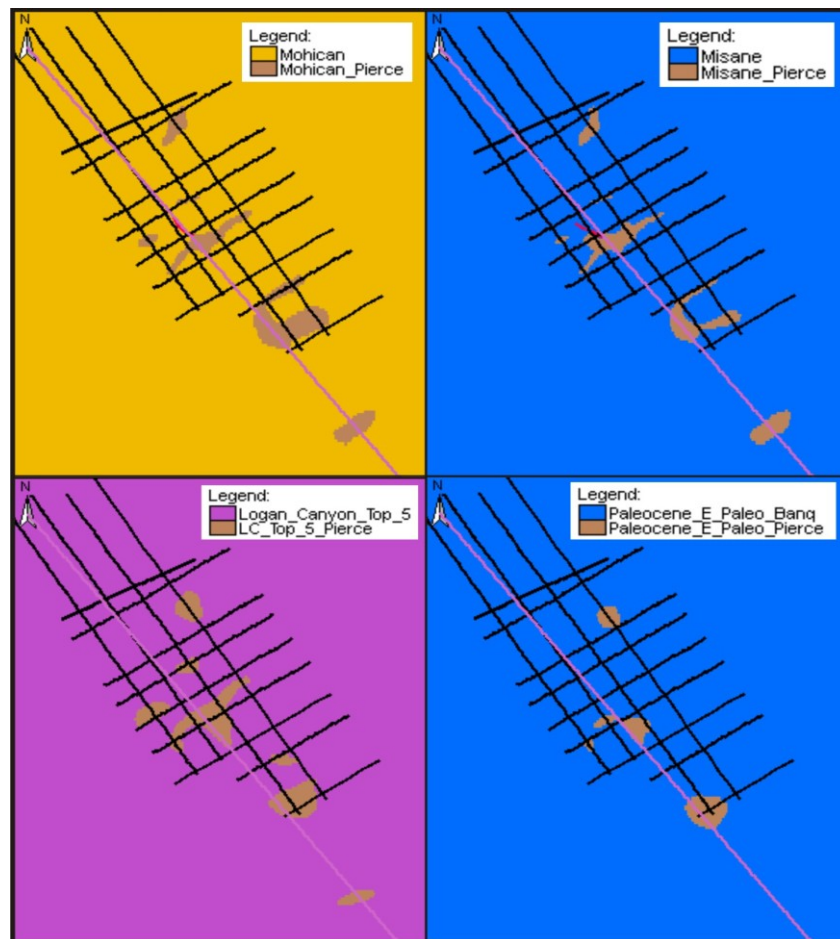 N
Legend:
Mohican
Mohican_Pierce
N
Legend:
Misane
Misane_Pierce
N
Legend:
Logan_Canyon_Top_5
LC_Top_5_Pierce
N
Legend:
Paleocene_E_Paleo_Banq
Paleocene_E_Paleo_Pierce